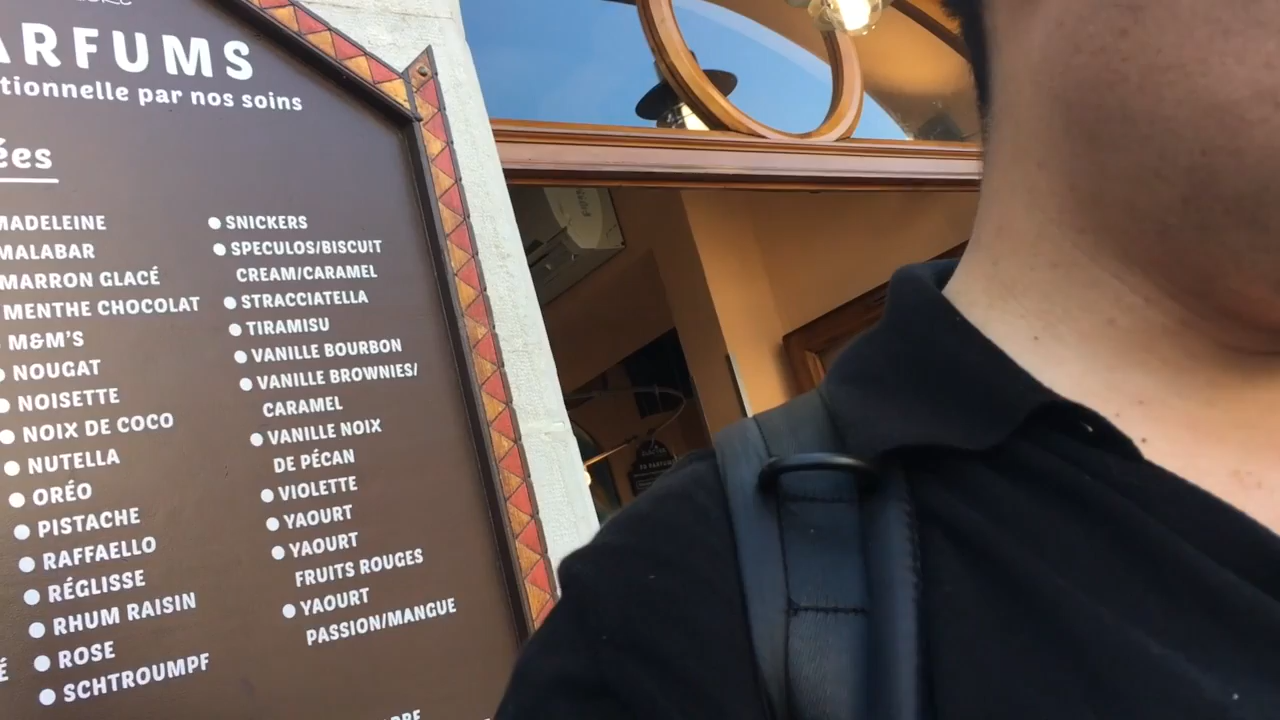 ARFUMS
tionnelle par nos soins
ées
MADELEINE
MALABAR
MARRON GLACÉ
MENTHE CHOCOLAT
M&M'S
NOUGAT
NOISETTE
NOIX DE COCO
NUTELLA
ORÉO
PISTACHE
RAFFAELLO
RÉGLISSE
RHUM RAISIN
ROSE
SCHTROUMPF
SNICKERS
SPECULOS/BISCUIT
CREAM/CARAMEL
STRACCIATELLA
TIRAMISU
VANILLE BOURBON
VANILLE BROWNIES/
CARAMEL
VANILLE NOIX
DE PÉCAN
VIOLETTE
YAOURT
YAOURT
FRUITS ROUGES
YAOURT
PASSION/MANGUE